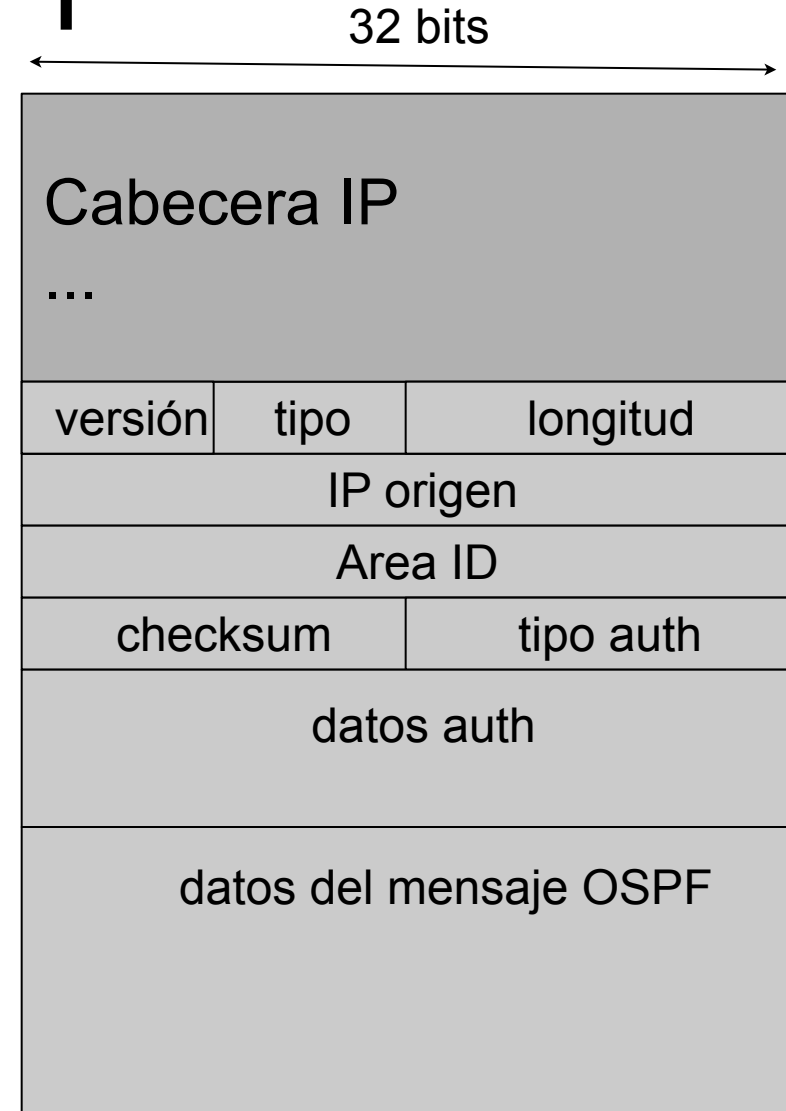 32 bits
Cabecera IP
...
versión tipo longitud
IP origen
Area ID
checksum tipo auth
datos auth
datos del mensaje OSPF